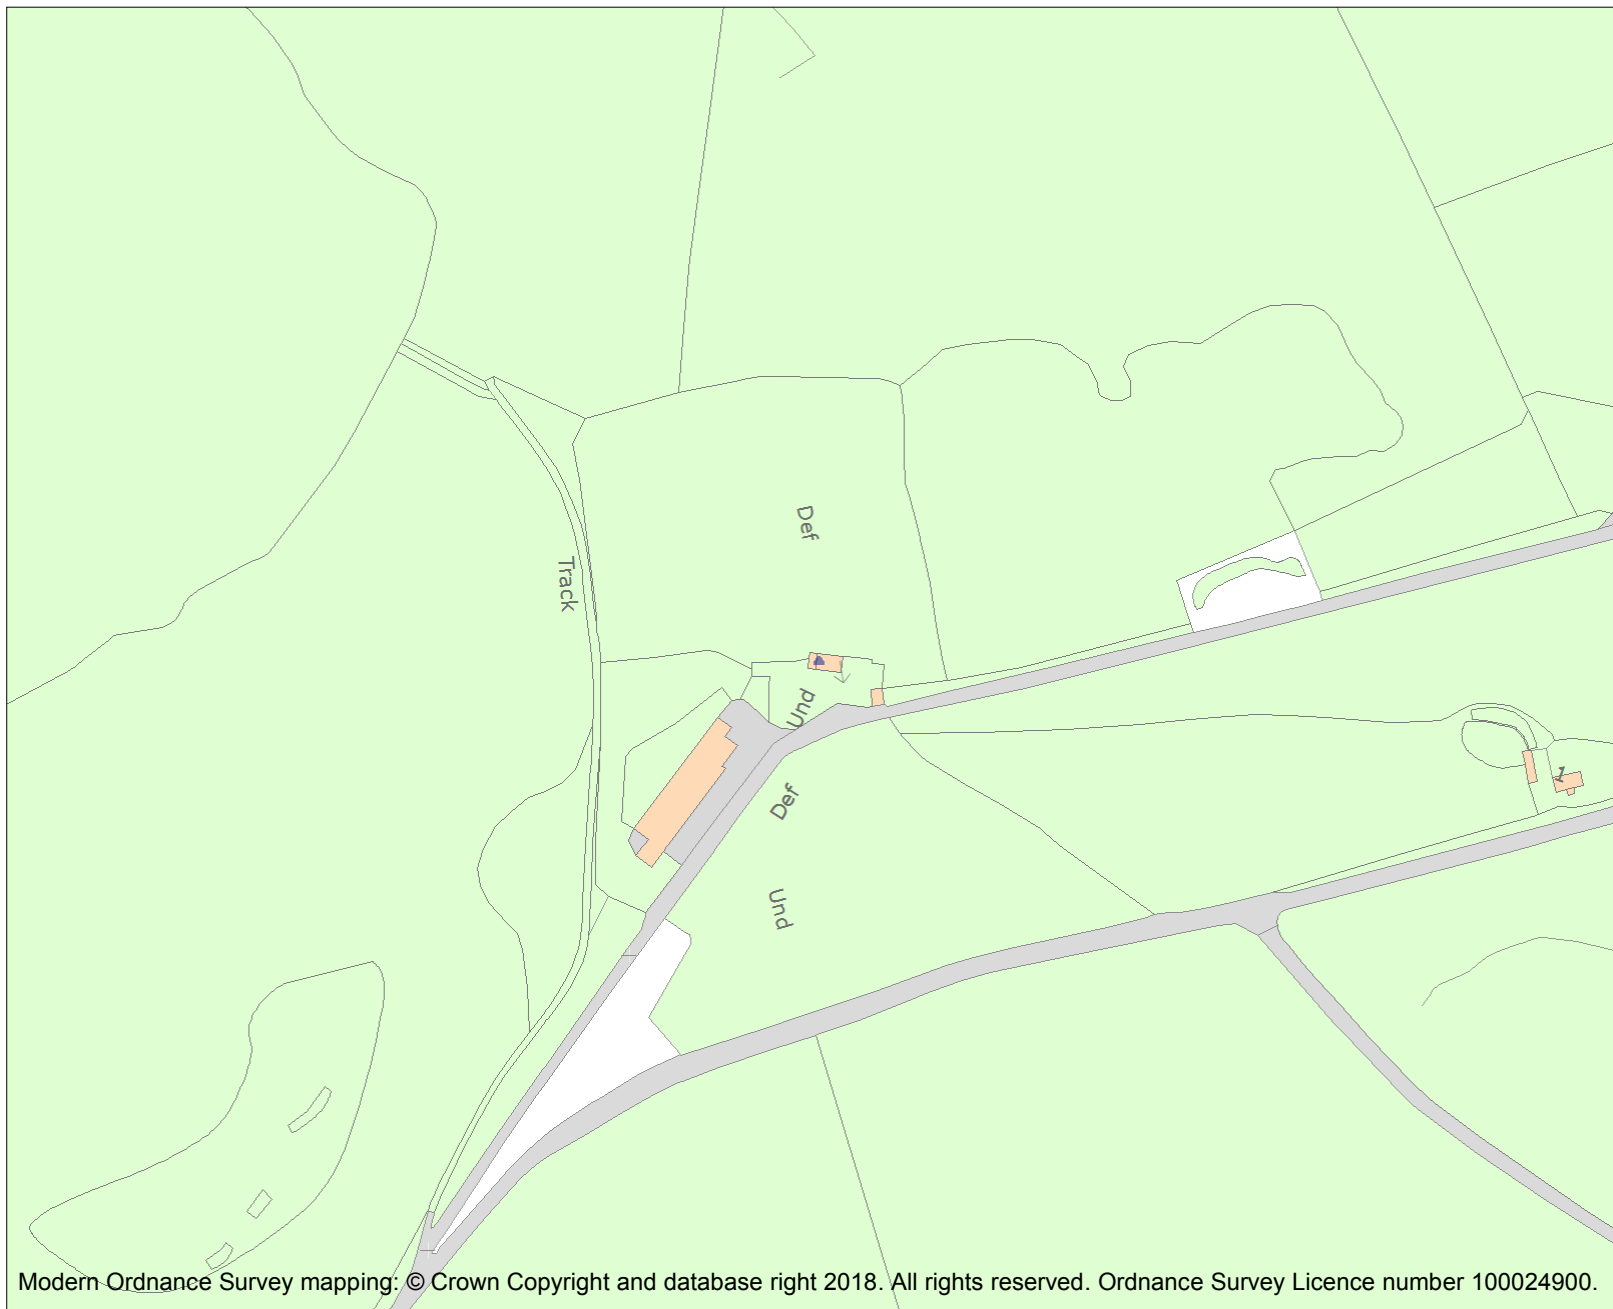 Def
Track
Und
1
Def
Und
Modern Ordnance Survey mapping: © Crown Copyright and database right 2018. All rights reserved. Ordnance Survey Licence number 100024900.